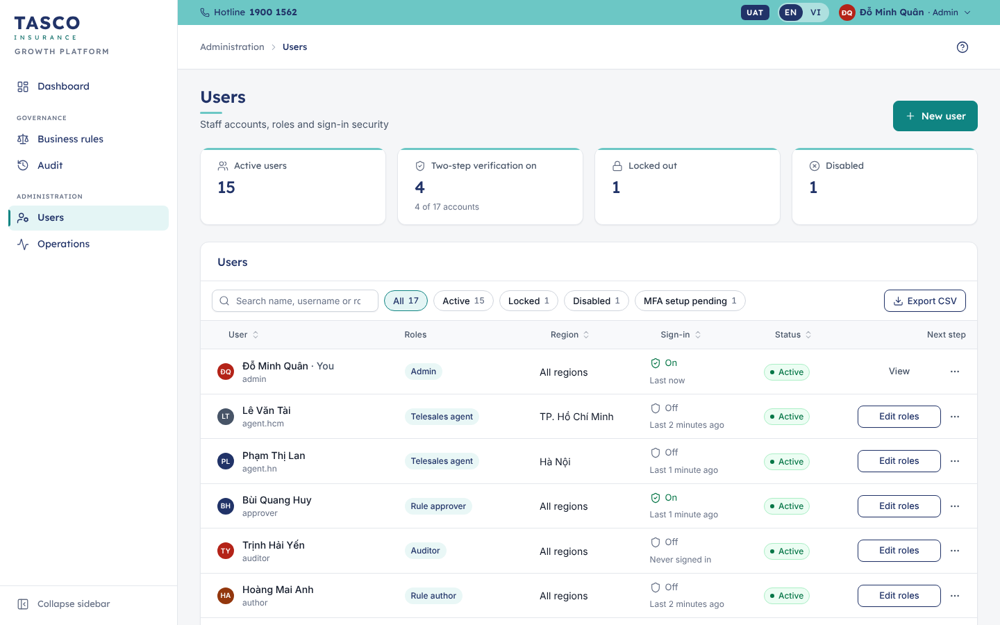 TASCO
INSURANCE
GROWTH PLATFORM
Dashboard
GOVERNANCE
Business rules
Audit
ADMINISTRATION
Users
Operations
Collapse sidebar
Hotline 1900 1562
UAT
EN VI
ĐQ Đỗ Minh Quân · Admin
Administration > Users
Users
Staff accounts, roles and sign-in security
+ New user
Active users
15
Two-step verification on
4
4 of 17 accounts
Locked out
1
Disabled
1
Users
Search name, username or ro
All 17
Active 15
Locked 1
Disabled 1
MFA setup pending 1
Export CSV
User Roles Region Sign-in Status Next step
ĐQ Đỗ Minh Quân · You
admin
Admin
All regions
On
Last now
Active
View
LT Lê Văn Tài
agent.hcm
Telesales agent
TP. Hồ Chí Minh
Off
Last 2 minutes ago
Active
Edit roles
PL Phạm Thị Lan
agent.hn
Telesales agent
Hà Nội
Off
Last 1 minute ago
Active
Edit roles
BH Bùi Quang Huy
approver
Rule approver
All regions
On
Last 1 minute ago
Active
Edit roles
TY Trịnh Hải Yến
auditor
Auditor
All regions
Off
Never signed in
Active
Edit roles
HA Hoàng Mai Anh
author
Rule author
All regions
Off
Last 2 minutes ago
Active
Edit roles